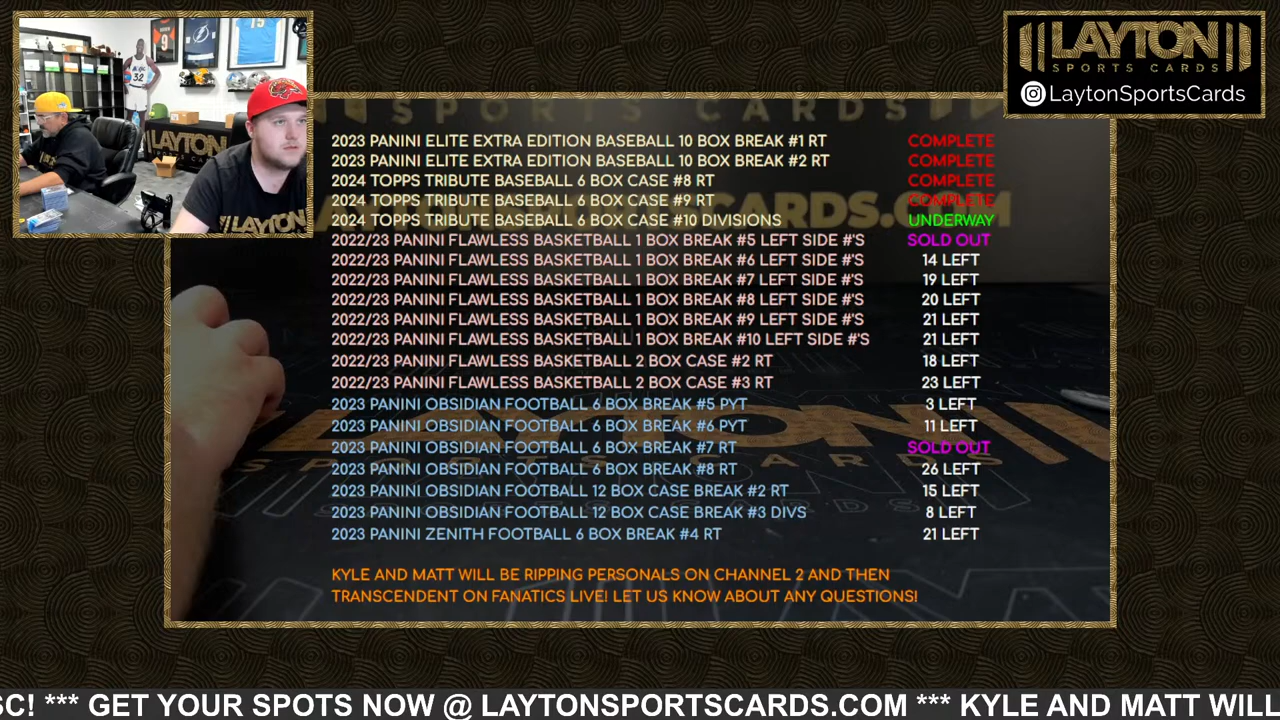 LAYTON
SPORTS CARDS
LaytonSportsCards
SPORTS CARDS
2023 PANINI ELITE EXTRA EDITION BASEBALL 10 BOX BREAK #1 RT COMPLETE
2023 PANINI ELITE EXTRA EDITION BASEBALL 10 BOX BREAK #2 RT COMPLETE
2024 TOPPS TRIBUTE BASEBALL 6 BOX CASE #8 RT COMPLETE
2024 TOPPS TRIBUTE BASEBALL 6 BOX CASE #9 RT COMPLETE
2024 TOPPS TRIBUTE BASEBALL 6 BOX CASE #10 DIVISIONS UNDERWAY
2022/23 PANINI FLAWLESS BASKETBALL 1 BOX BREAK #5 LEFT SIDE #'S SOLD OUT
2022/23 PANINI FLAWLESS BASKETBALL 1 BOX BREAK #6 LEFT SIDE #'S 14 LEFT
2022/23 PANINI FLAWLESS BASKETBALL 1 BOX BREAK #7 LEFT SIDE #'S 19 LEFT
2022/23 PANINI FLAWLESS BASKETBALL 1 BOX BREAK #8 LEFT SIDE #'S 20 LEFT
2022/23 PANINI FLAWLESS BASKETBALL 1 BOX BREAK #9 LEFT SIDE #'S 21 LEFT
2022/23 PANINI FLAWLESS BASKETBALL 1 BOX BREAK #10 LEFT SIDE #'S 21 LEFT
2022/23 PANINI FLAWLESS BASKETBALL 2 BOX CASE #2 RT 18 LEFT
2022/23 PANINI FLAWLESS BASKETBALL 2 BOX CASE #3 RT 23 LEFT
2023 PANINI OBSIDIAN FOOTBALL 6 BOX BREAK #5 PYT 3 LEFT
2023 PANINI OBSIDIAN FOOTBALL 6 BOX BREAK #6 PYT 11 LEFT
2023 PANINI OBSIDIAN FOOTBALL 6 BOX BREAK #7 RT SOLD OUT
2023 PANINI OBSIDIAN FOOTBALL 6 BOX BREAK #8 RT 26 LEFT
2023 PANINI OBSIDIAN FOOTBALL 12 BOX CASE BREAK #2 RT 15 LEFT
2023 PANINI OBSIDIAN FOOTBALL 12 BOX CASE BREAK #3 DIVS 8 LEFT
2023 PANINI ZENITH FOOTBALL 6 BOX BREAK #4 RT 21 LEFT
KYLE AND MATT WILL BE RIPPING PERSONALS ON CHANNEL 2 AND THEN
TRANSCENDENT ON FANATICS LIVE! LET US KNOW ABOUT ANY QUESTIONS!
SC! *** GET YOUR SPOTS NOW @ LAYTONSPORTSCARDS.COM *** KYLE AND MATT WILL